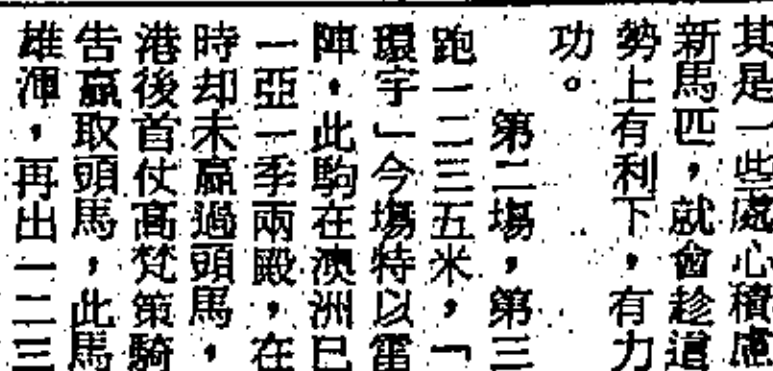 其是一些處心積慮
新馬匹，就會趁這
勢上有利下，有力
功。
第二場，第三
跑一二三五米，「
環宇」今場特以雷
陣，此駒在澳洲已
一亞一季兩殿，在
時却未贏過頭馬，
港後首仗高梵策騎
告贏取頭馬，此馬
雄渾，再出一二三